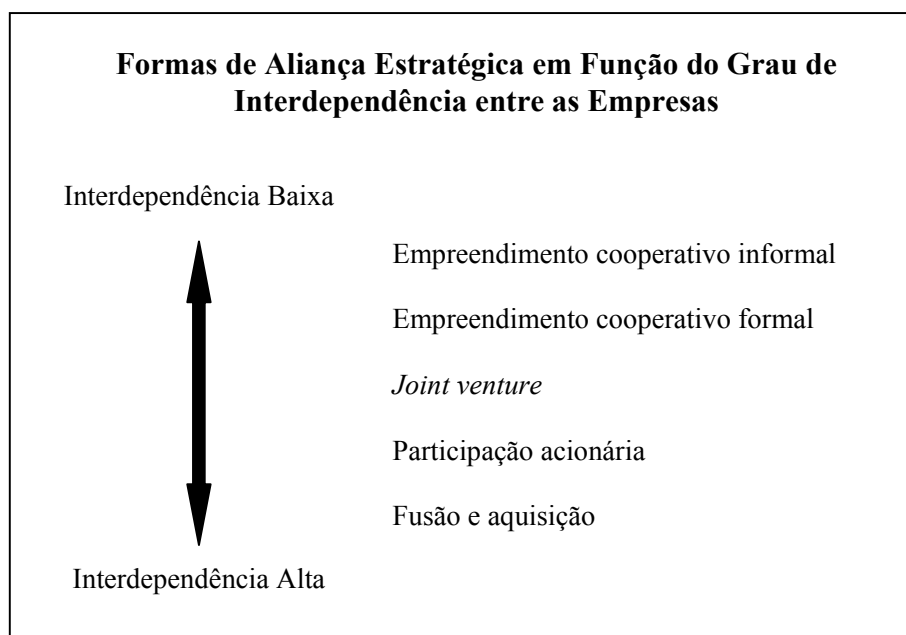 Formas de Aliança Estratégica em Função do Grau de
Interdependência entre as Empresas
Interdependência Baixa
Empreendimento cooperativo informal
Empreendimento cooperativo formal
Joint venture
Participação acionária
Fusão e aquisição
Interdependência Alta